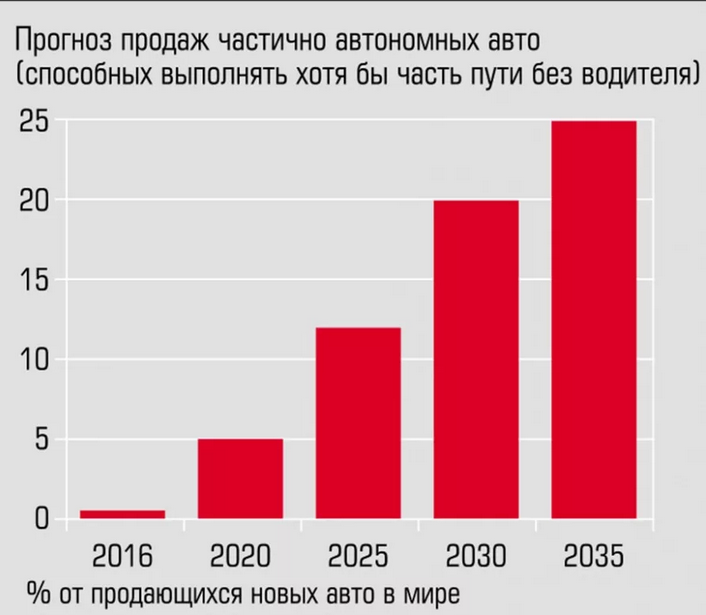 Прогноз продаж частично автономных авто
(способных выполнять хотя бы часть пути без водителя)
25
20
15
10
5
0
2016 2020 2025 2030 2035
% от продающихся новых авто в мире